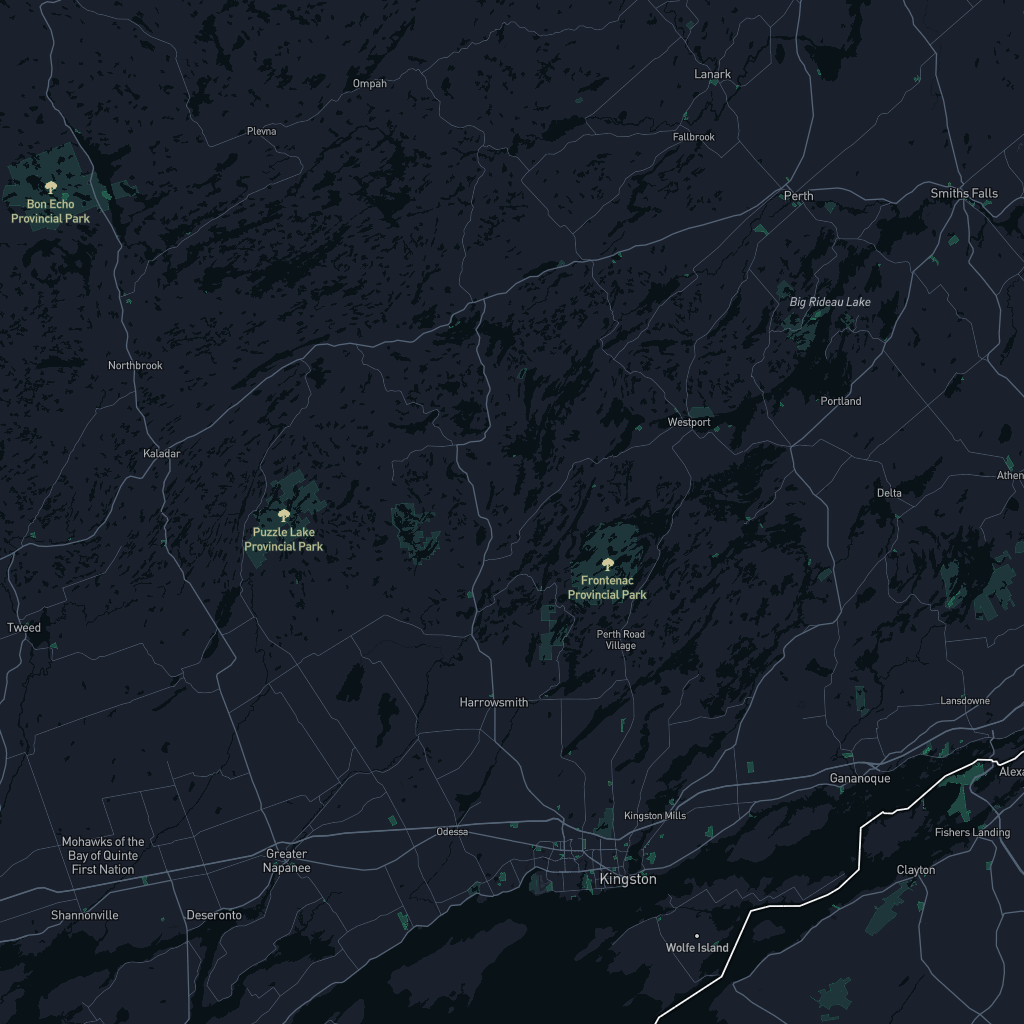 Lanark
Ompah
Plevna
Fallbrook
Bon Echo
Provincial Park
Perth
Smiths Falls
Big Rideau Lake
Northbrook
Portland
Westport
Kaladar
Athen
Delta
Puzzle Lake
Provincial Park
Frontenac
Provincial Park
Tweed
Perth Road
Village
Harrowsmith
Lansdowne
Gananoque
Alexa
Kingston Mills
Odessa
Fishers Landing
Mohawks of the
Bay of Quinte
First Nation
Greater
Napanee
Clayton
Kingston
Shannonville
Deseronto
Wolfe Island